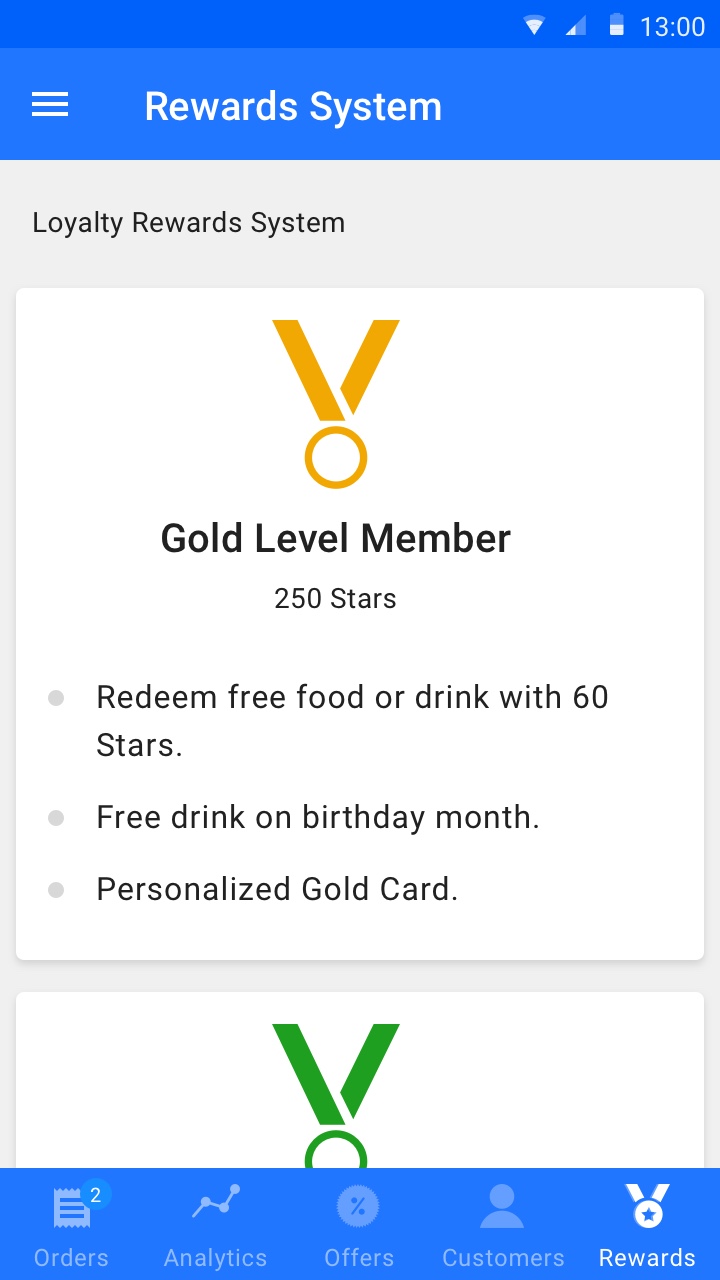 13:00
Rewards System
Loyalty Rewards System
Gold Level Member
250 Stars
Redeem free food or drink with 60
Stars.
Free drink on birthday month.
Personalized Gold Card.
2
Orders Analytics Offers Customers Rewards